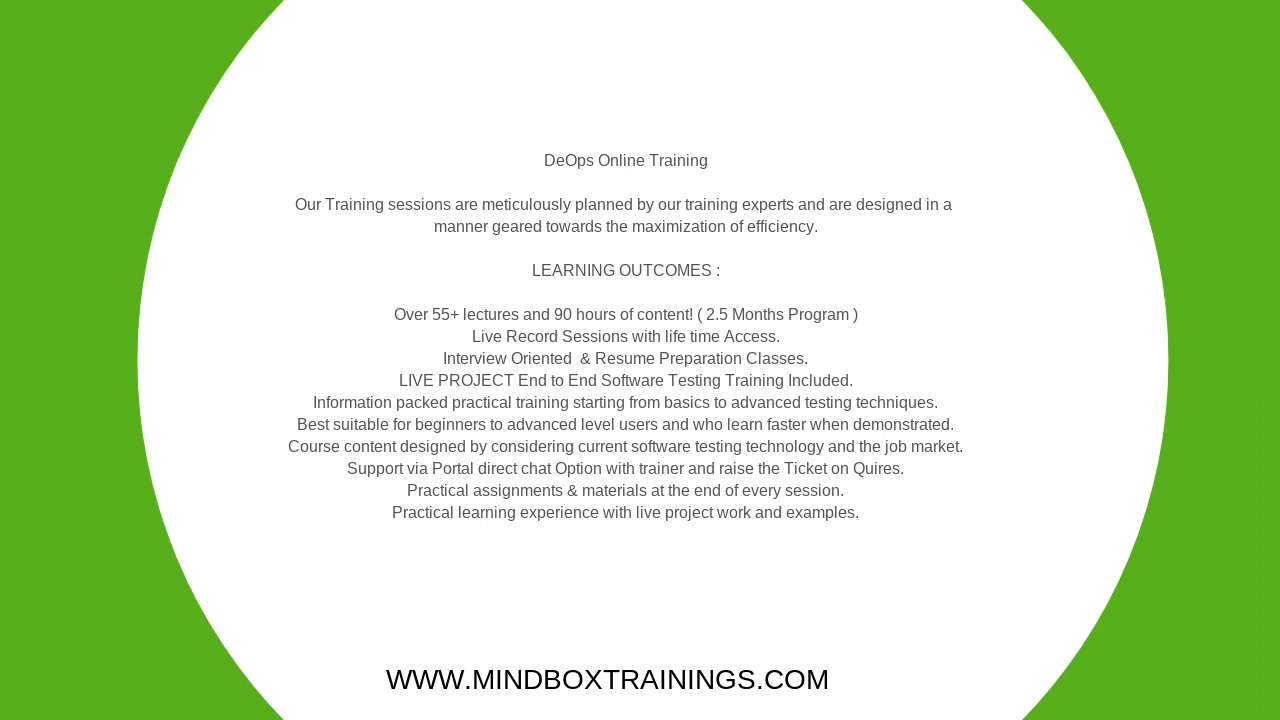 DeOps Online Training
Our Training sessions are meticulously planned by our training experts and are designed in a
manner geared towards the maximization of efficiency.
LEARNING OUTCOMES :
Over 55+ lectures and 90 hours of content! ( 2.5 Months Program )
Live Record Sessions with life time Access.
Interview Oriented  & Resume Preparation Classes.
LIVE PROJECT End to End Software Testing Training Included.
Information packed practical training starting from basics to advanced testing techniques.
Best suitable for beginners to advanced level users and who learn faster when demonstrated.
Course content designed by considering current software testing technology and the job market.
Support via Portal direct chat Option with trainer and raise the Ticket on Quires.
Practical assignments & materials at the end of every session.
Practical learning experience with live project work and examples.
WWW.MINDBOXTRAININGS.COM